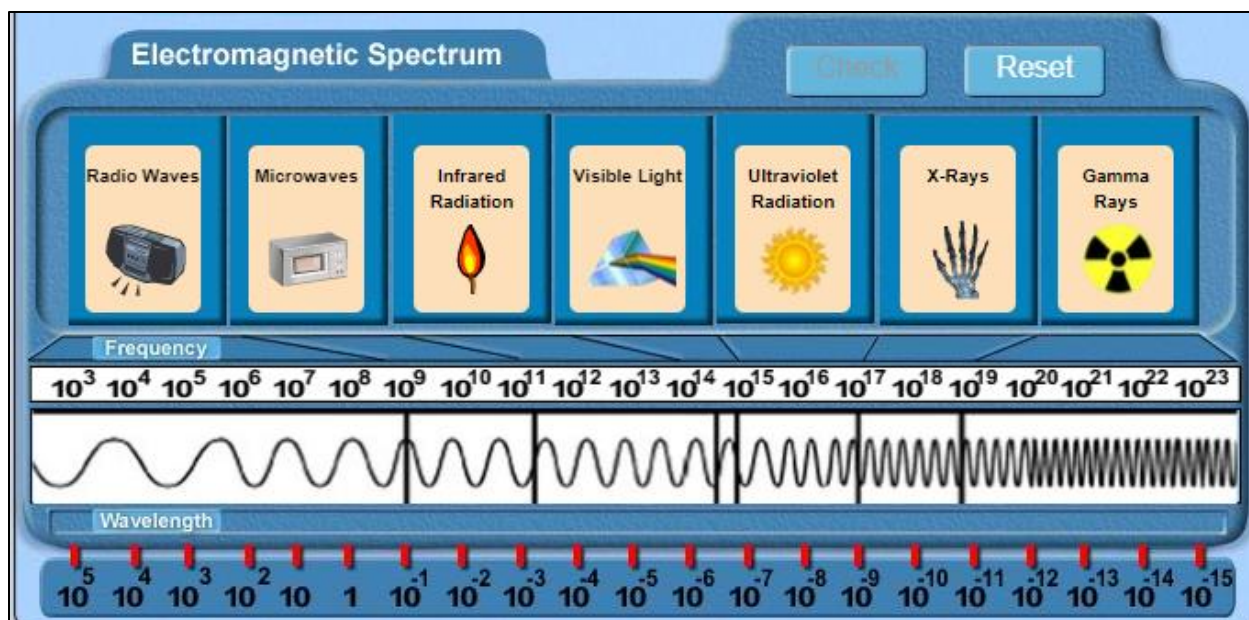 Electromagnetic Spectrum
Check
Reset
Radio Waves
Microwaves
Infrared
Radiation
Visible Light
Ultraviolet
Radiation
X-Rays
Gamma
Rays
Frequency
10³ 10⁴ 10⁵ 10⁶ 10⁷ 10⁸ 10⁹ 10¹⁰ 10¹¹ 10¹² 10¹³ 10¹⁴ 10¹⁵ 10¹⁶ 10¹⁷ 10¹⁸ 10¹⁹ 10²⁰ 10²¹ 10²² 10²³
Wavelength
10⁵ 10⁴ 10³ 10² 10 1 10⁻¹ 10⁻² 10⁻³ 10⁻⁴ 10⁻⁵ 10⁻⁶ 10⁻⁷ 10⁻⁸ 10⁻⁹ 10⁻¹⁰ 10⁻¹¹ 10⁻¹² 10⁻¹³ 10⁻¹⁴ 10⁻¹⁵